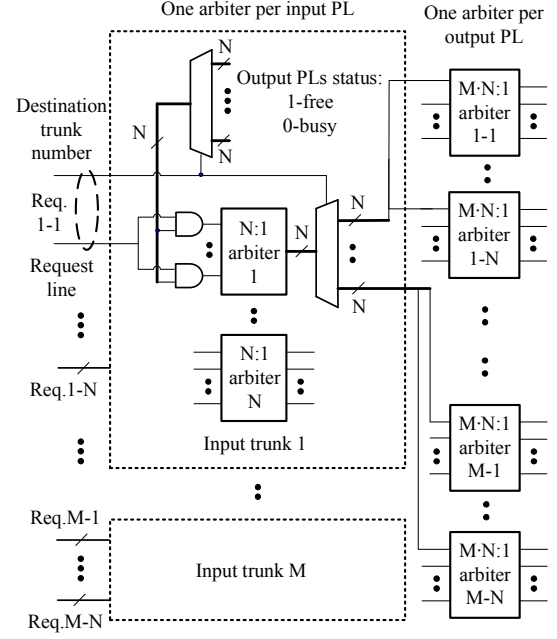 One arbiter per input PL
One arbiter per
output PL
N
Output PLs status:
1-free
0-busy
N
N
Destination
trunk
number
Req.
1-1
Request
line
N:1
arbiter
1
N
N
N
M·N:1
arbiter
1-1
M·N:1
arbiter
1-N
N:1
arbiter
N
Req.1-N
Input trunk 1
M·N:1
arbiter
M-1
Req.M-1
Input trunk M
Req.M-N
M·N:1
arbiter
M-N